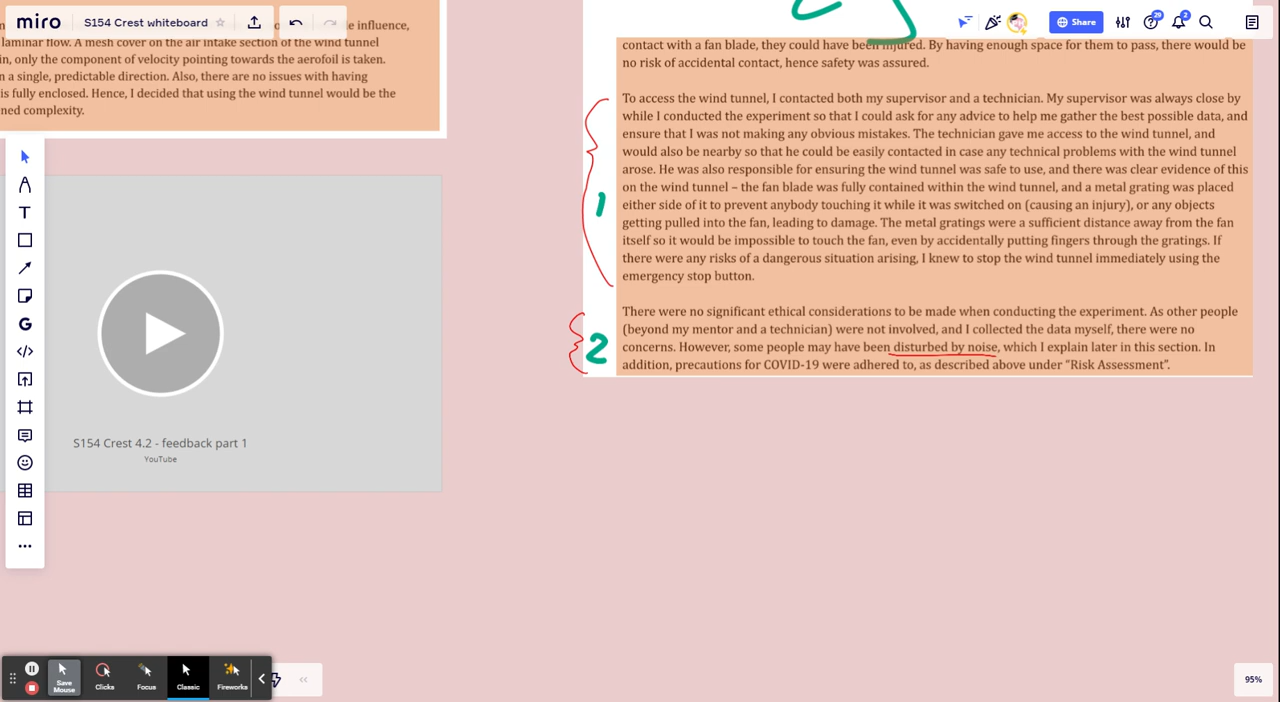 miro
S154 Crest whiteboard
Share
29
2
e influence,
laminar flow. A mesh cover on the air intake section of the wind tunnel
in, only the component of velocity pointing towards the aerofoil is taken.
n a single, predictable direction. Also, there are no issues with having
is fully enclosed. Hence, I decided that using the wind tunnel would be the
ned complexity.
contact with a fan blade, they could have been injured. By having enough space for them to pass, there would be
no risk of accidental contact, hence safety was assured.
To access the wind tunnel, I contacted both my supervisor and a technician. My supervisor was always close by
while I conducted the experiment so that I could ask for any advice to help me gather the best possible data, and
ensure that I was not making any obvious mistakes. The technician gave me access to the wind tunnel, and
would also be nearby so that he could be easily contacted in case any technical problems with the wind tunnel
arose. He was also responsible for ensuring the wind tunnel was safe to use, and there was clear evidence of this
on the wind tunnel – the fan blade was fully contained within the wind tunnel, and a metal grating was placed
either side of it to prevent anybody touching it while it was switched on (causing an injury), or any objects
getting pulled into the fan, leading to damage. The metal gratings were a sufficient distance away from the fan
itself so it would be impossible to touch the fan, even by accidentally putting fingers through the gratings. If
there were any risks of a dangerous situation arising, I knew to stop the wind tunnel immediately using the
emergency stop button.
1
There were no significant ethical considerations to be made when conducting the experiment. As other people
(beyond my mentor and a technician) were not involved, and I collected the data myself, there were no
concerns. However, some people may have been disturbed by noise, which I explain later in this section. In
addition, precautions for COVID-19 were adhered to, as described above under “Risk Assessment”.
2
S154 Crest 4.2 - feedback part 1
YouTube
Save
Mouse
Clicks
Focus
Classic
Fireworks
95%